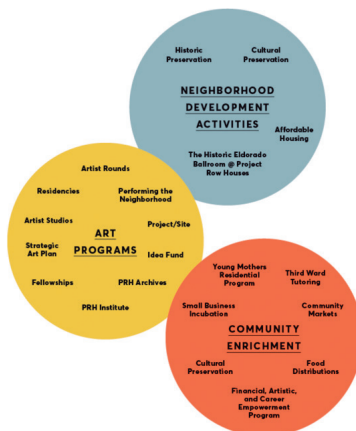 Historic
Preservation
Cultural
Preservation
NEIGHBORHOOD
DEVELOPMENT
ACTIVITIES
Affordable
Housing
The Historic Eldorado
Ballroom @ Project
Row Houses
Artist Rounds
Residencies
Performing the
Neighborhood
Artist Studios
Project/Site
ART
PROGRAMS
Strategic
Art Plan
Idea Fund
Fellowships
PRH Archives
PRH Institute
Young Mothers
Residential
Program
Third Ward
Tutoring
Small Business
Incubation
Community
Markets
COMMUNITY
ENRICHMENT
Cultural
Preservation
Food
Distributions
Financial, Artistic,
and Career
Empowerment
Program